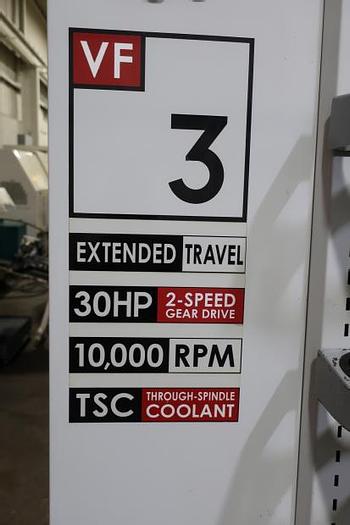 VF
3
EXTENDED TRAVEL
30HP 2-SPEED
GEAR DRIVE
10,000 RPM
TSC THROUGH-SPINDLE
COOLANT